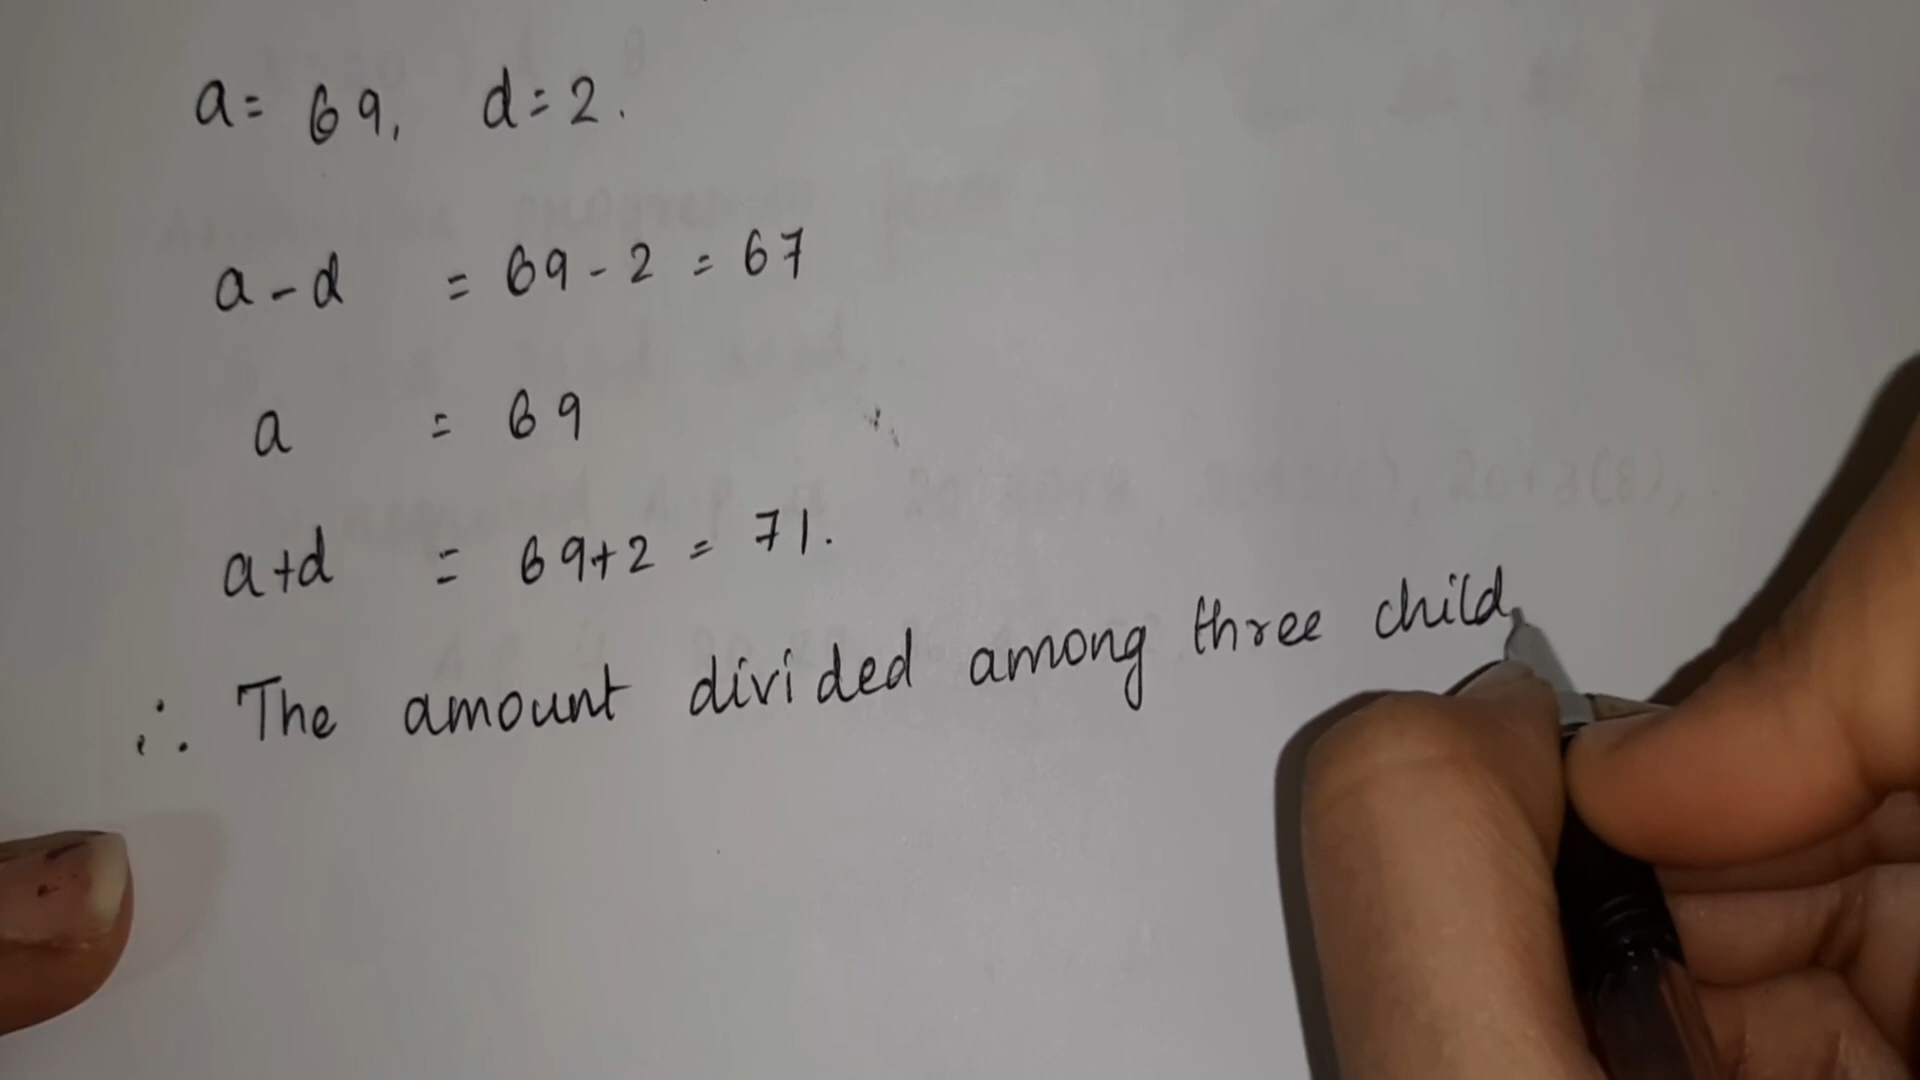 a = 69, d = 2.
a - d = 69 - 2 = 67
a = 69
a + d = 69 + 2 = 71.
∴ The amount divided among three child